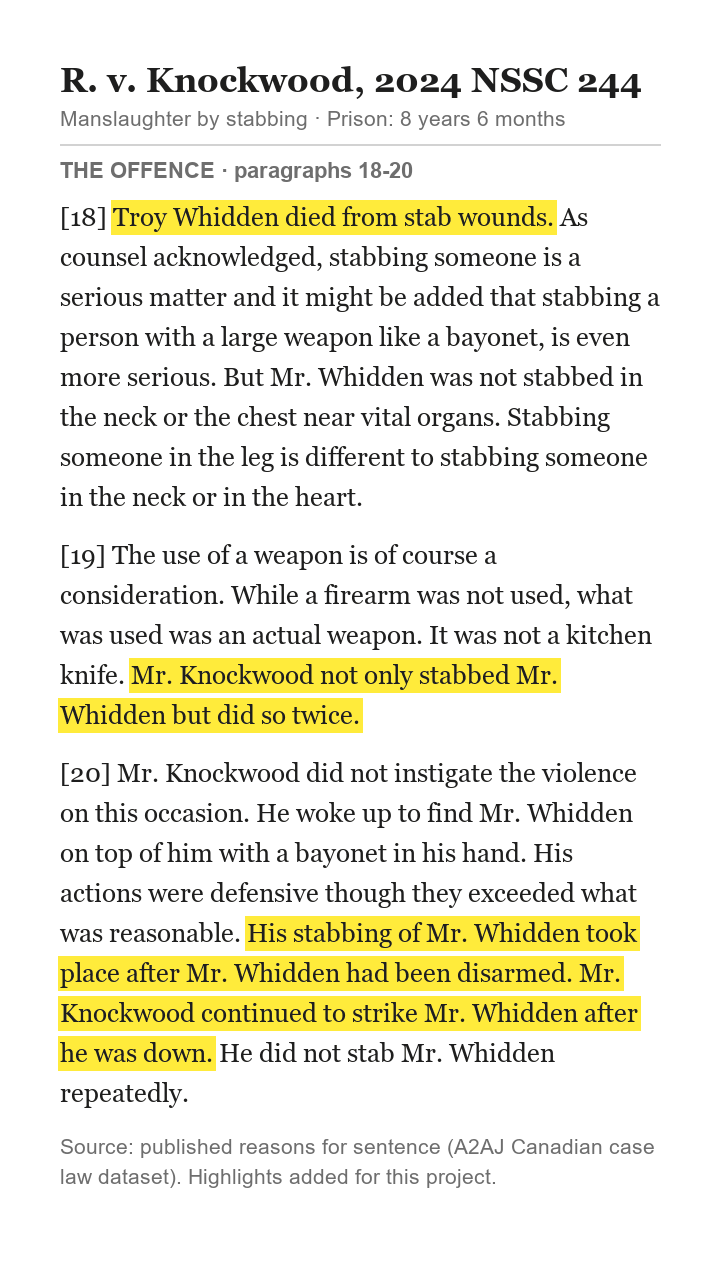 R. v. Knockwood, 2024 NSSC 244
Manslaughter by stabbing · Prison: 8 years 6 months
THE OFFENCE · paragraphs 18-20
[18] Troy Whidden died from stab wounds. As
counsel acknowledged, stabbing someone is a
serious matter and it might be added that stabbing a
person with a large weapon like a bayonet, is even
more serious. But Mr. Whidden was not stabbed in
the neck or the chest near vital organs. Stabbing
someone in the leg is different to stabbing someone
in the neck or in the heart.
[19] The use of a weapon is of course a
consideration. While a firearm was not used, what
was used was an actual weapon. It was not a kitchen
knife. Mr. Knockwood not only stabbed Mr.
Whidden but did so twice.
[20] Mr. Knockwood did not instigate the violence
on this occasion. He woke up to find Mr. Whidden
on top of him with a bayonet in his hand. His
actions were defensive though they exceeded what
was reasonable. His stabbing of Mr. Whidden took
place after Mr. Whidden had been disarmed. Mr.
Knockwood continued to strike Mr. Whidden after
he was down. He did not stab Mr. Whidden
repeatedly.
Source: published reasons for sentence (A2AJ Canadian case
law dataset). Highlights added for this project.